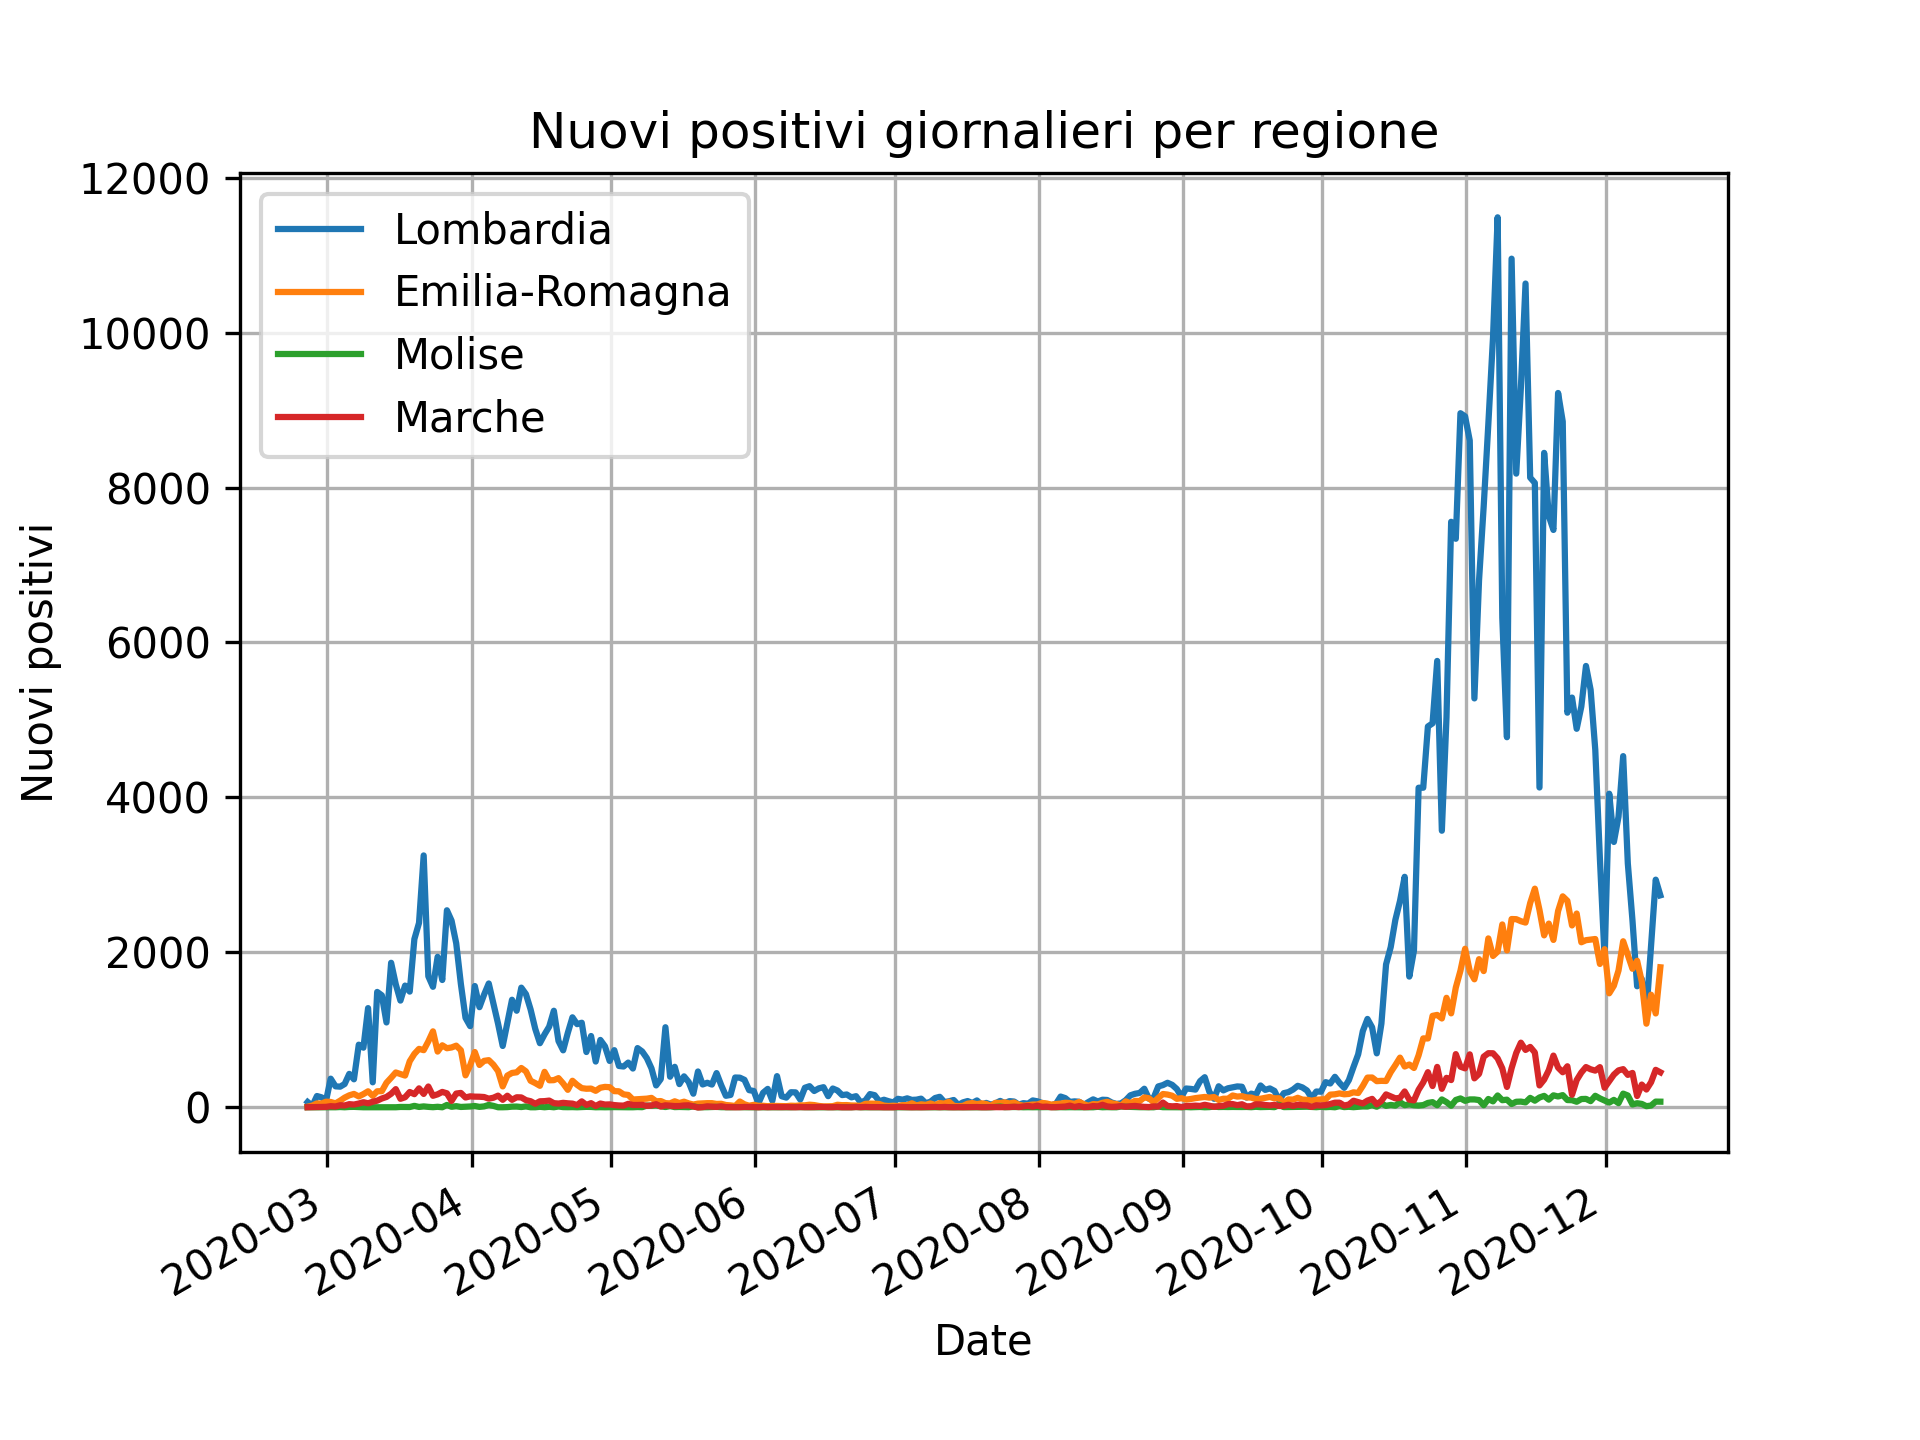 Nuovi positivi giornalieri per regione
12000
10000
8000
6000
4000
2000
0
Nuovi positivi
Lombardia
Emilia-Romagna
Molise
Marche
2020-03
2020-04
2020-05
2020-06
2020-07
2020-08
2020-09
2020-10
2020-11
2020-12
Date